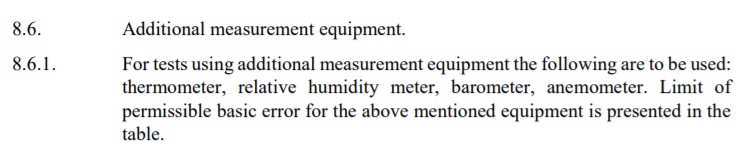 8.6. Additional measurement equipment.
8.6.1. For tests using additional measurement equipment the following are to be used:
thermometer, relative humidity meter, barometer, anemometer. Limit of
permissible basic error for the above mentioned equipment is presented in the
table.